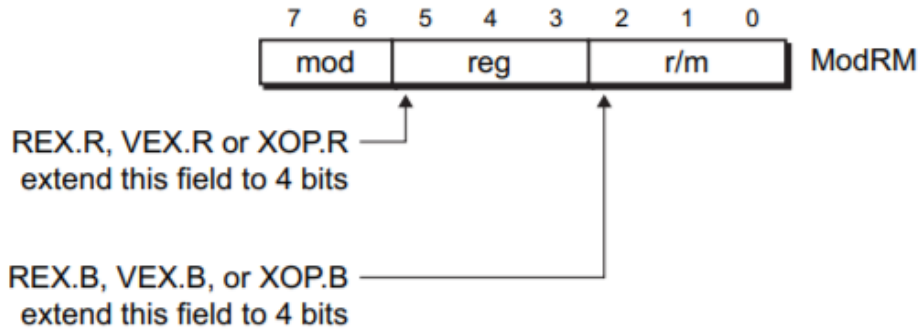 7 6 5 4 3 2 1 0
mod reg r/m ModRM
REX.R, VEX.R or XOP.R
extend this field to 4 bits
REX.B, VEX.B, or XOP.B
extend this field to 4 bits